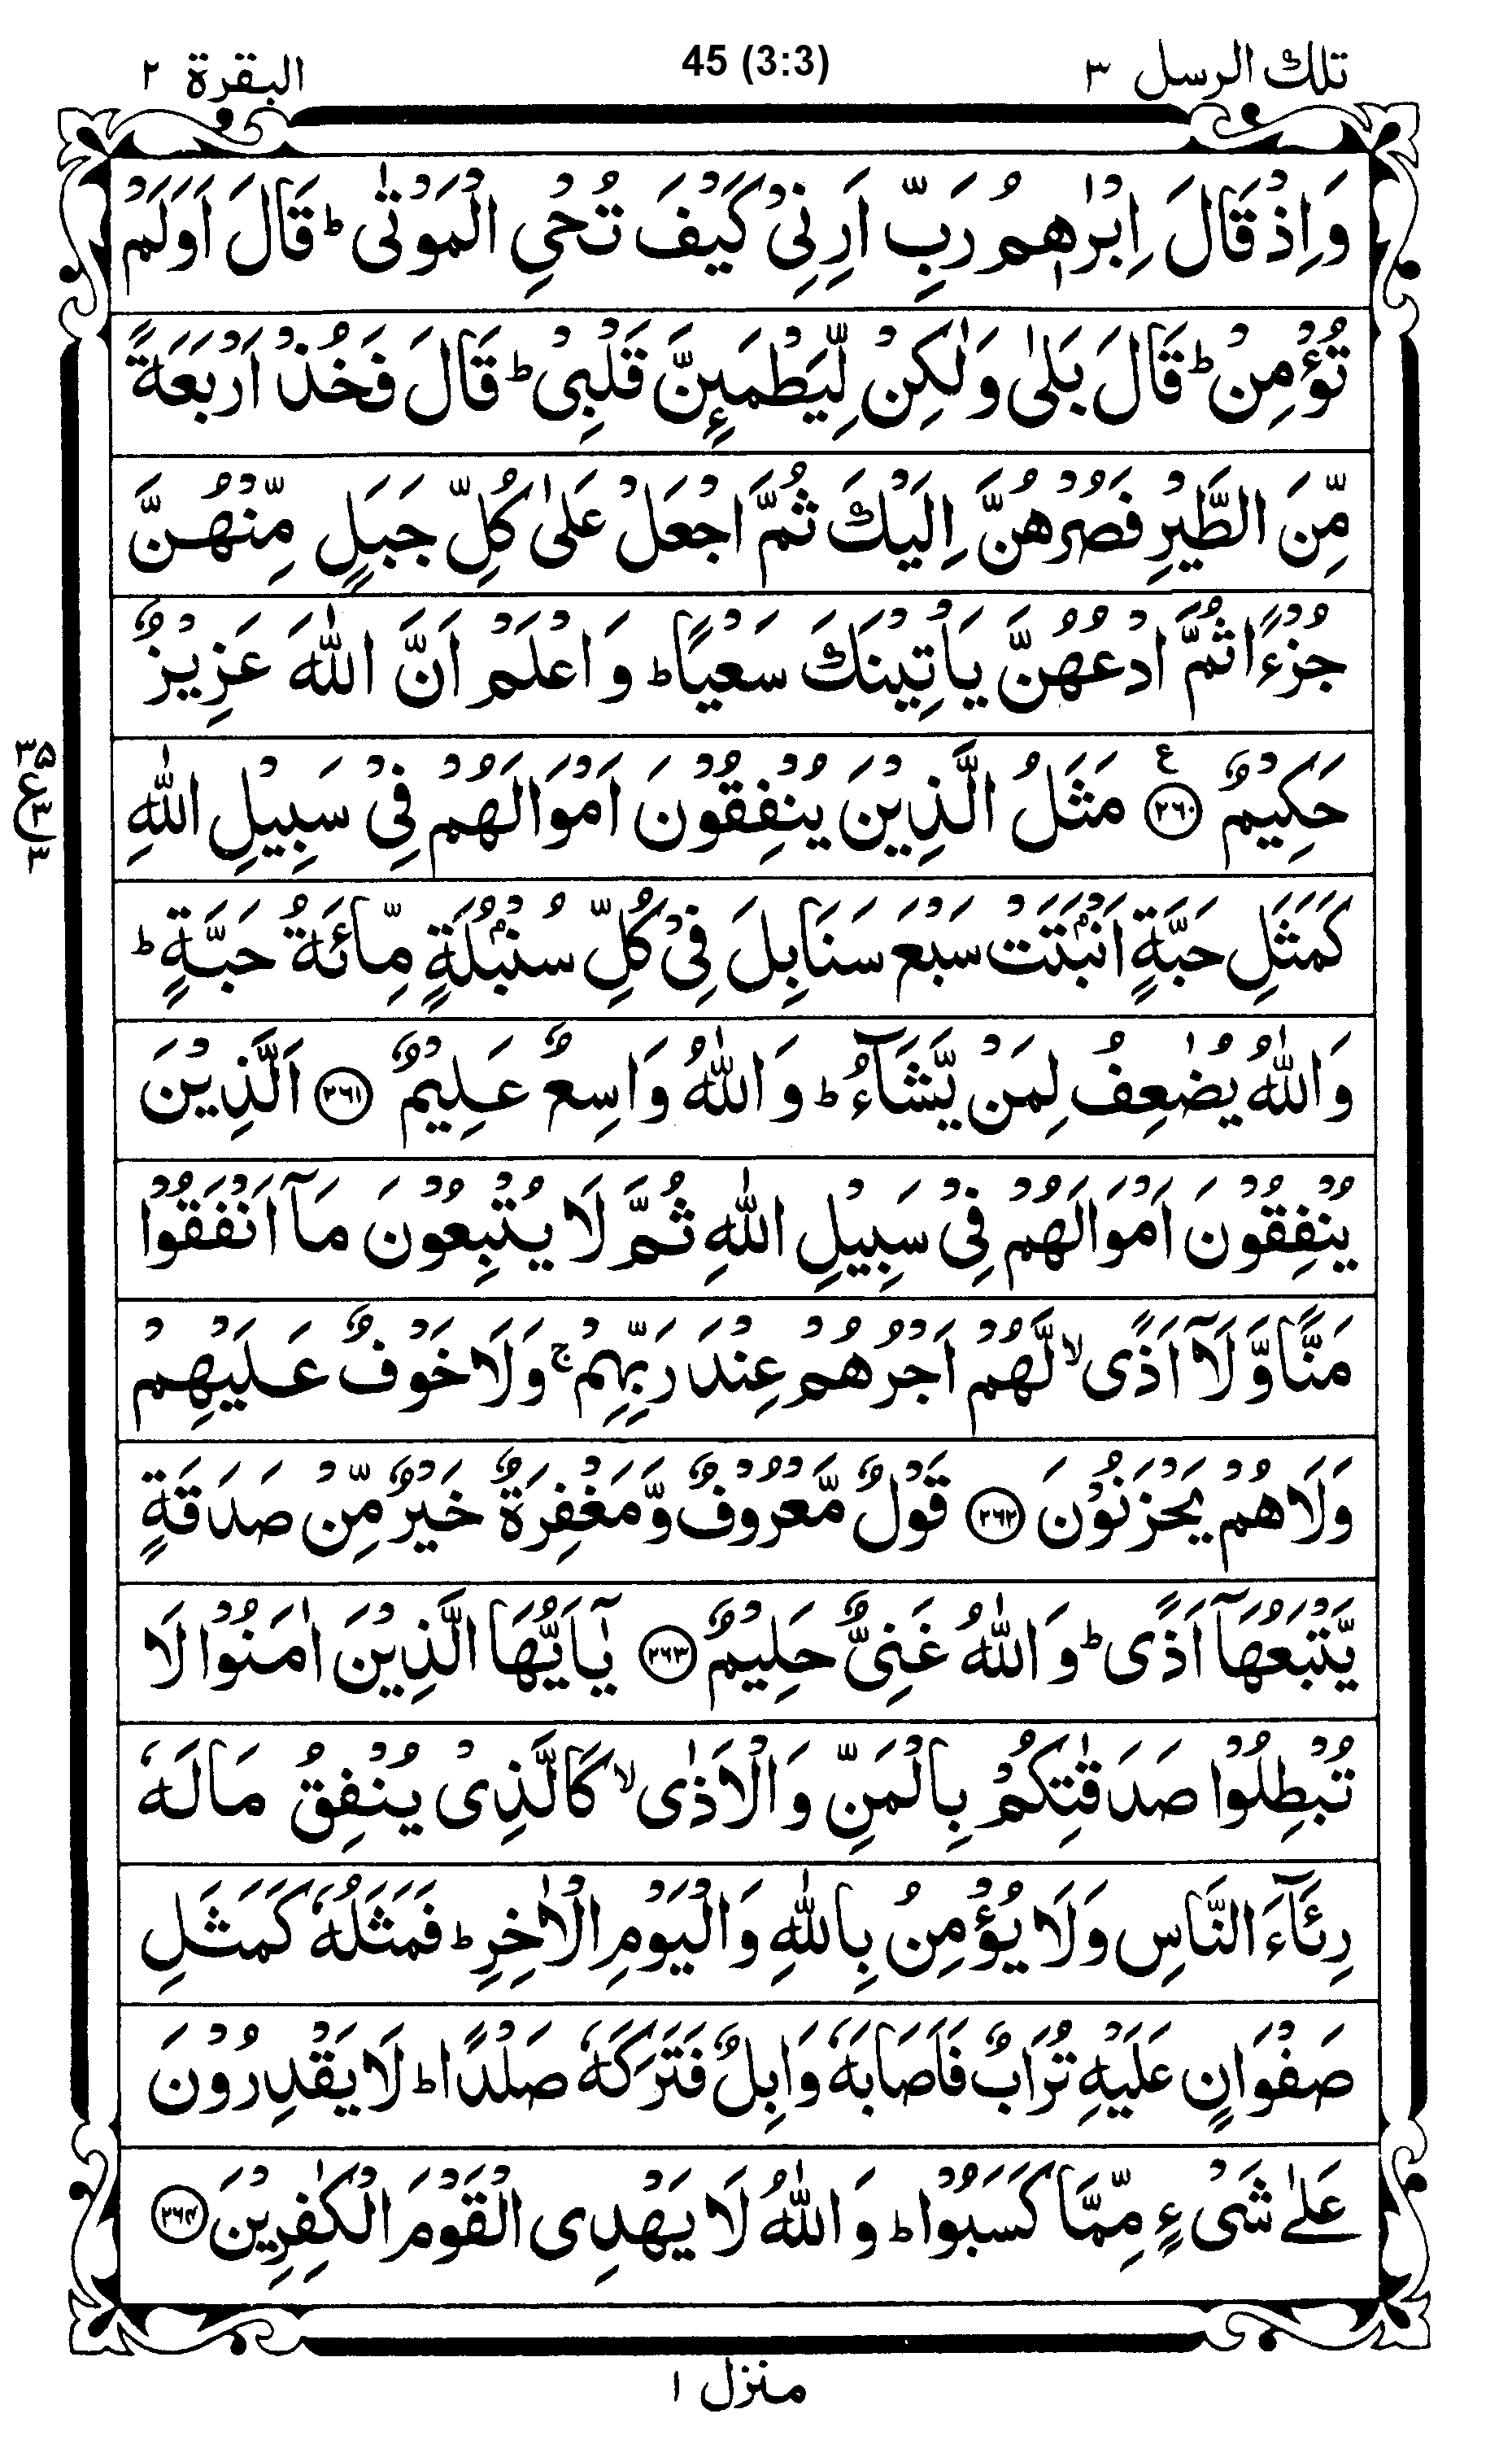 تلك الرسل ٣
45 (3:3)
البقرة ٢
وَاِذْ قَالَ اِبْرٰهٖمُ رَبِّ اَرِنِیْ كَیْفَ تُحْیِ الْمَوْتٰیؕ قَالَ اَوَلَمْ
تُؤْمِنْؕ قَالَ بَلٰی وَلٰكِنْ لِّیَطْمَىِٕنَّ قَلْبِیْؕ قَالَ فَخُذْ اَرْبَعَةً
مِّنَ الطَّیْرِ فَصُرْهُنَّ اِلَیْكَ ثُمَّ اجْعَلْ عَلٰی كُلِّ جَبَلٍ مِّنْهُنَّ
جُزْءًا ثُمَّ ادْعُهُنَّ یَاْتِیْنَكَ سَعْیًاؕ وَاعْلَمْ اَنَّ اللّٰهَ عَزِیْزٌ
حَكِیْمٌ ﴿۲۶۰﴾ ع مَثَلُ الَّذِیْنَ یُنْفِقُوْنَ اَمْوَالَهُمْ فِیْ سَبِیْلِ اللّٰهِ
۳۵
ع
۳
۳
كَمَثَلِ حَبَّةٍ اَنْۢبَتَتْ سَبْعَ سَنَابِلَ فِیْ كُلِّ سُنْۢبُلَةٍ مِّائَةُ حَبَّةٍؕ
وَاللّٰهُ یُضٰعِفُ لِمَنْ یَّشَآءُؕ وَاللّٰهُ وَاسِعٌ عَلِیْمٌ ﴿۲۶۱﴾ اَلَّذِیْنَ
یُنْفِقُوْنَ اَمْوَالَهُمْ فِیْ سَبِیْلِ اللّٰهِ ثُمَّ لَا یُتْبِعُوْنَ مَاۤ اَنْفَقُوْا
مَنًّا وَّلَاۤ اَذًیۙ لَّهُمْ اَجْرُهُمْ عِنْدَ رَبِّهِمْۚ وَلَا خَوْفٌ عَلَیْهِمْ
وَلَا هُمْ یَحْزَنُوْنَ ﴿۲۶۲﴾ قَوْلٌ مَّعْرُوْفٌ وَّمَغْفِرَةٌ خَیْرٌ مِّنْ صَدَقَةٍ
یَّتْبَعُهَاۤ اَذًیؕ وَاللّٰهُ غَنِیٌّ حَلِیْمٌ ﴿۲۶۳﴾ یٰۤاَیُّهَا الَّذِیْنَ اٰمَنُوْا لَا
تُبْطِلُوْا صَدَقٰتِكُمْ بِالْمَنِّ وَالْاَذٰیۙ كَالَّذِیْ یُنْفِقُ مَالَهٗ
رِئَآءَ النَّاسِ وَلَا یُؤْمِنُ بِاللّٰهِ وَالْیَوْمِ الْاٰخِرِؕ فَمَثَلُهٗ كَمَثَلِ
صَفْوَانٍ عَلَیْهِ تُرَابٌ فَاَصَابَهٗ وَابِلٌ فَتَرَكَهٗ صَلْدًاؕ لَا یَقْدِرُوْنَ
عَلٰی شَیْءٍ مِّمَّا كَسَبُوْاؕ وَاللّٰهُ لَا یَهْدِی الْقَوْمَ الْكٰفِرِیْنَ ﴿۲۶۴﴾
منزل ١